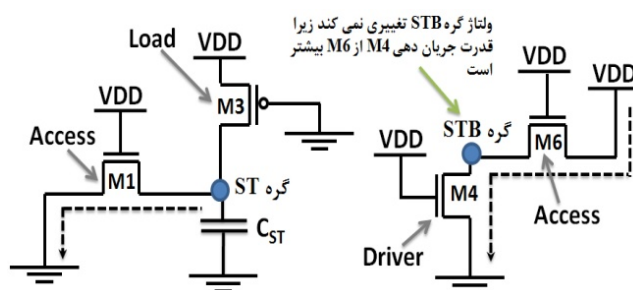 ولتاژ گره STB تغییری نمی کند زیرا
قدرت جریان دهی M4 از M6 بیشتر
است
Load
VDD
VDD
M3
Access
M1
گره ST
CST
VDD
VDD
گره STB
VDD
M6
M4
Access
Driver